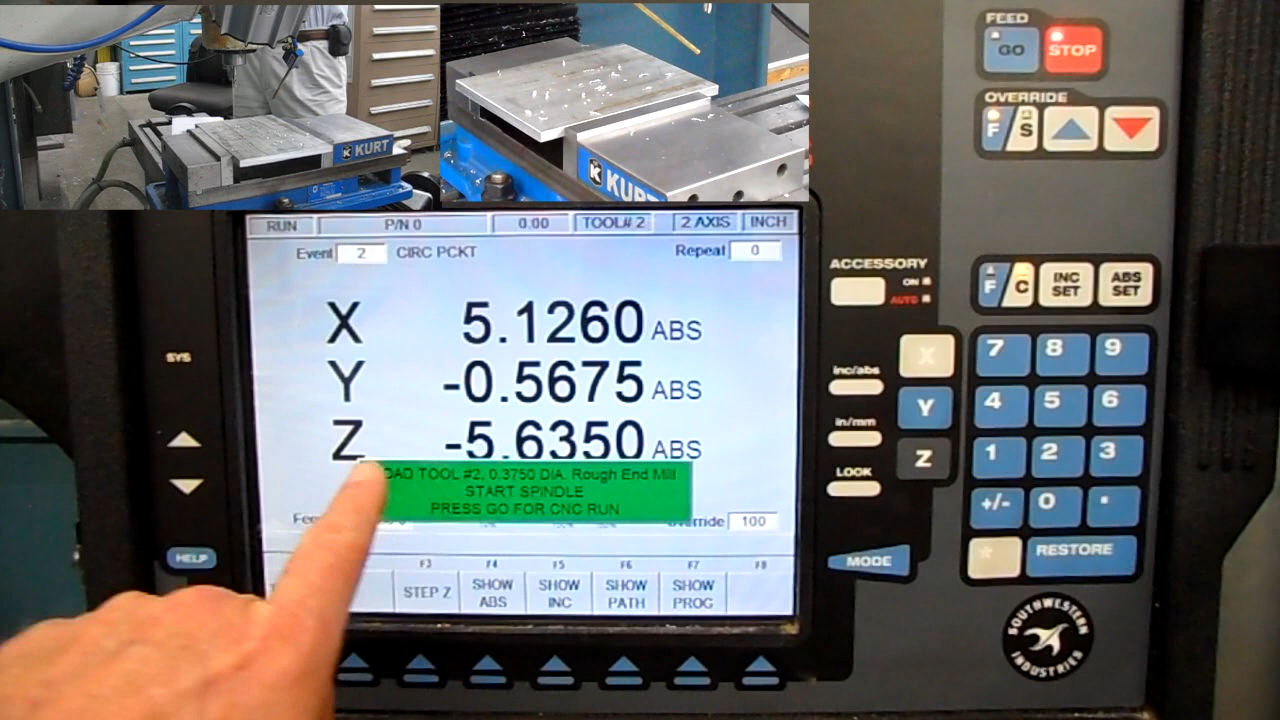 KURT
KURT
FEED
GO
STOP
OVERRIDE
F/S
RUN
P/N 0
0.00
TOOL# 2
2 AXIS
INCH
Event 2 CIRC PCKT
Repeat 0
X 5.1260 ABS
Y -0.5675 ABS
Z -5.6350 ABS
OAD TOOL #2, 0.3750 DIA. Rough End Mill
START SPINDLE
PRESS GO FOR CNC RUN
100
F3 F4 F5 F6 F7 F8
STEP Z
SHOW ABS
SHOW INC
SHOW PATH
SHOW PROG
SYS
HELP
ACCESSORY
ON
AUTO
F/C
INC SET
ABS SET
inc/abs
in/mm
LOOK
MODE
X
Y
Z
7 8 9
4 5 6
1 2 3
+/- 0 .
*
RESTORE
SOUTHWESTERN
INDUSTRIES